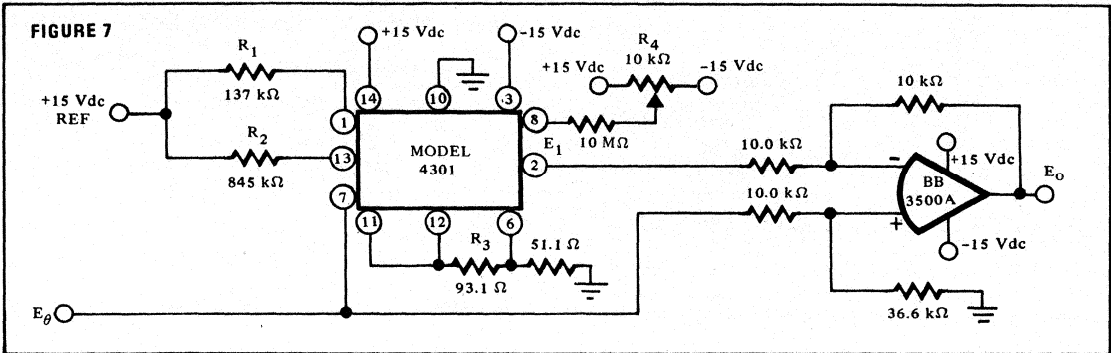 FIGURE 7
+15 Vdc
-15 Vdc
R1
137 kΩ
R4
10 kΩ
+15 Vdc
-15 Vdc
10 kΩ
+15 Vdc
REF
14
10
3
1
8
10 MΩ
E1
R2
845 kΩ
13
MODEL
4301
2
10.0 kΩ
-
+15 Vdc
BB
3500A
Eo
7
10.0 kΩ
+
-15 Vdc
11
12
6
R3
93.1 Ω
51.1 Ω
36.6 kΩ
Eθ